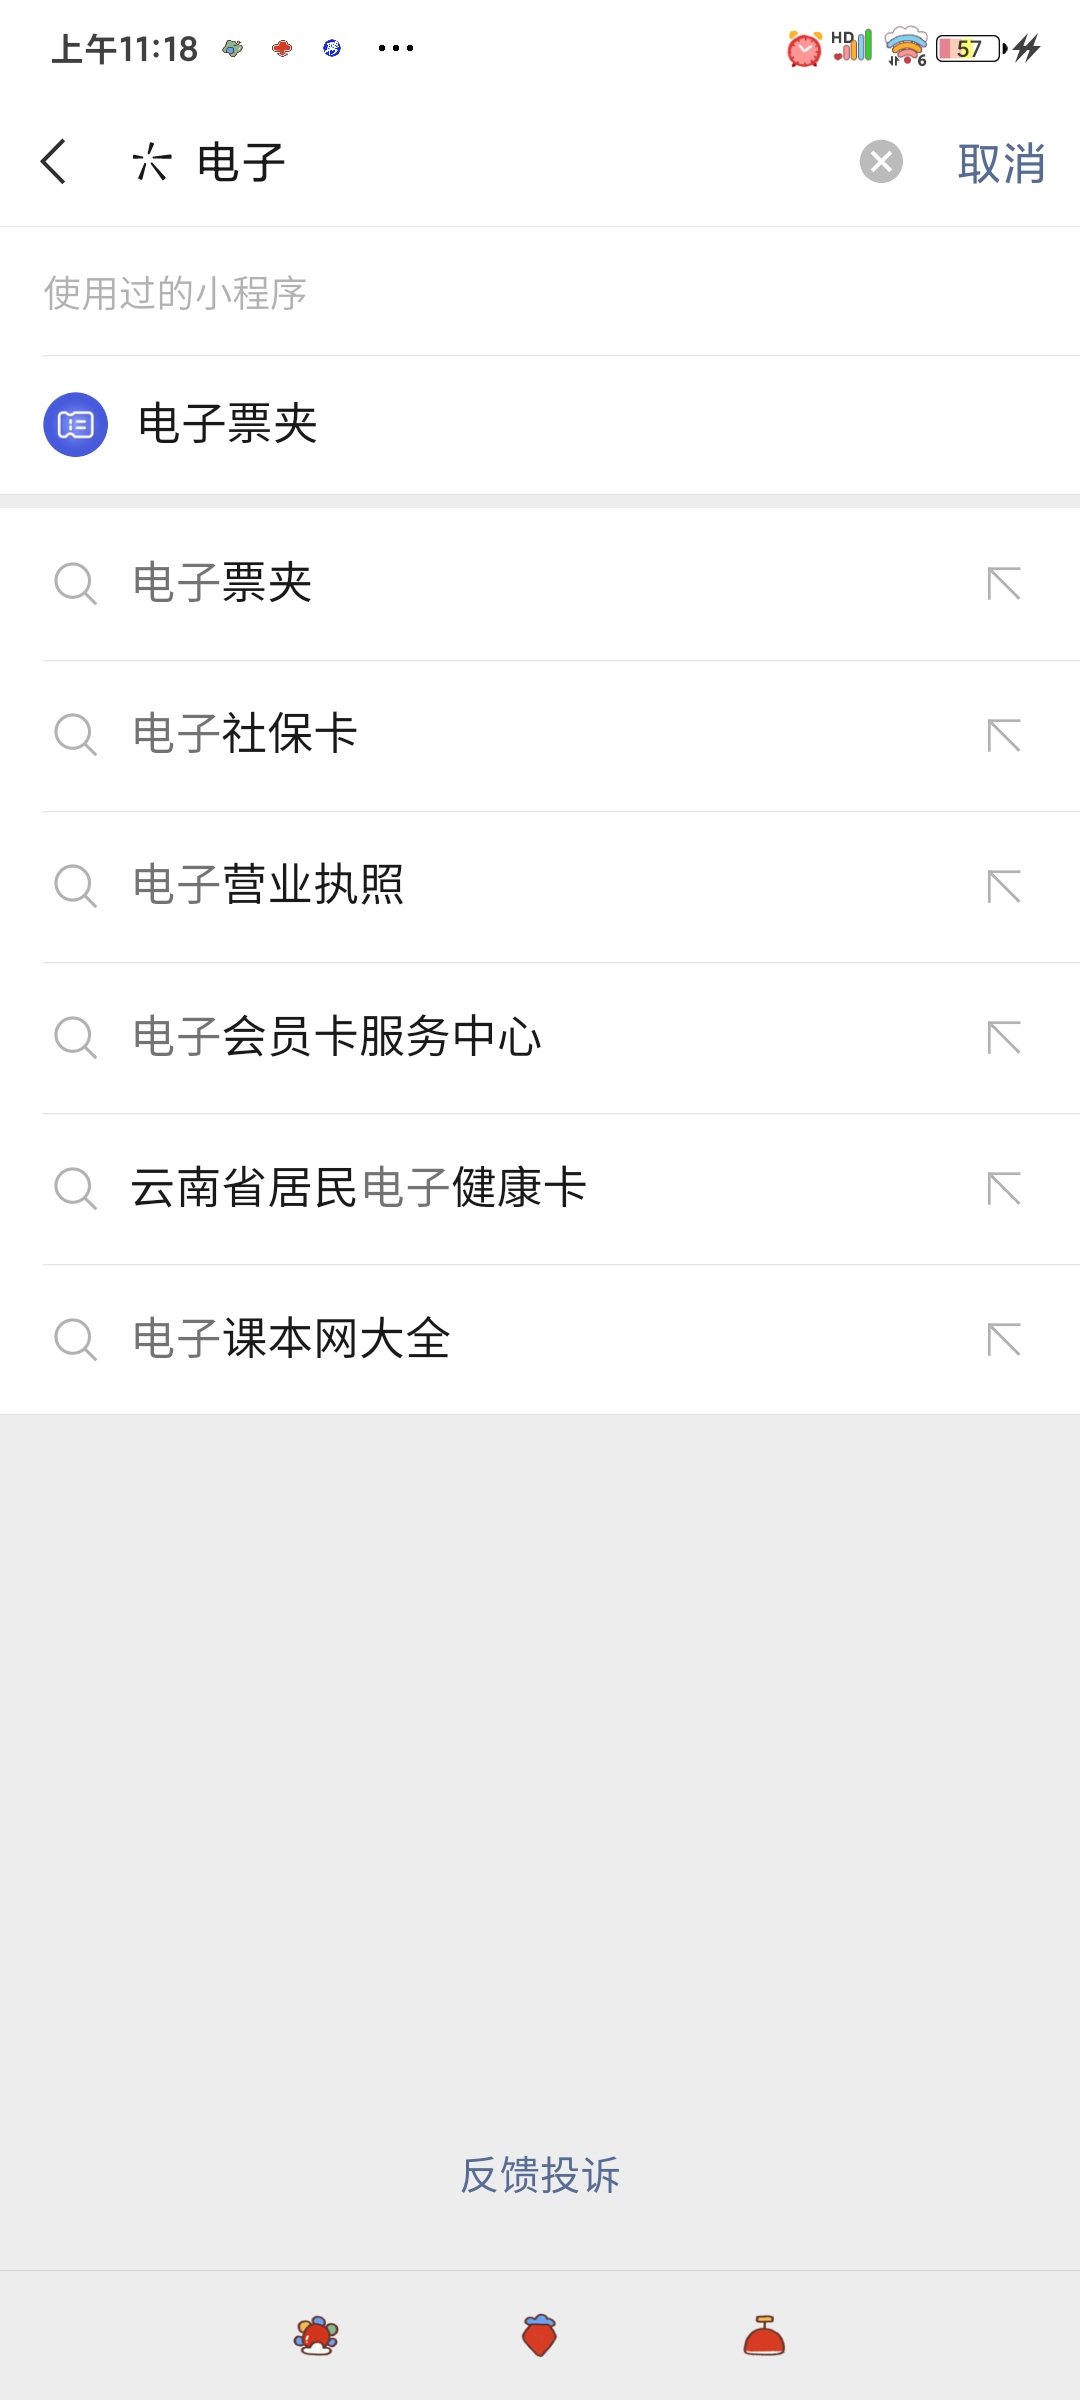 上午11:18
HD
6
57
电子
取消
使用过的小程序
电子票夹
电子票夹
电子社保卡
电子营业执照
电子会员卡服务中心
云南省居民电子健康卡
电子课本网大全
反馈投诉